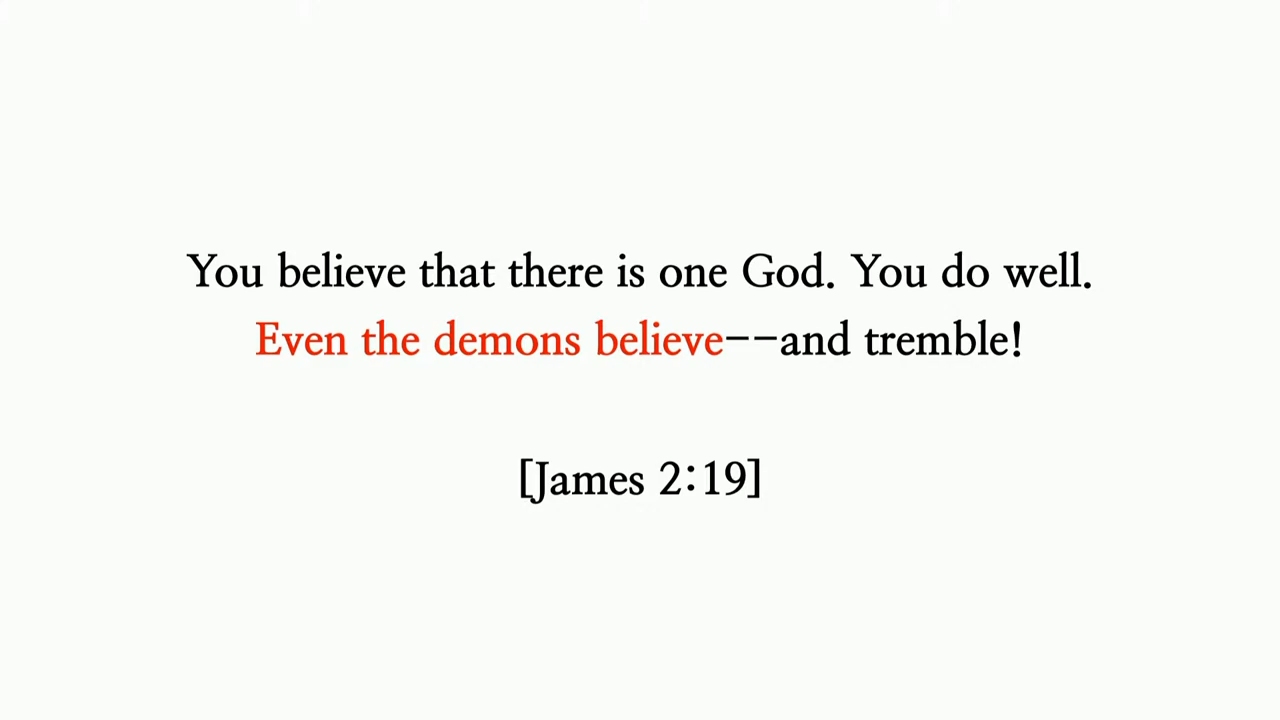 You believe that there is one God. You do well.
Even the demons believe--and tremble!
[James 2:19]